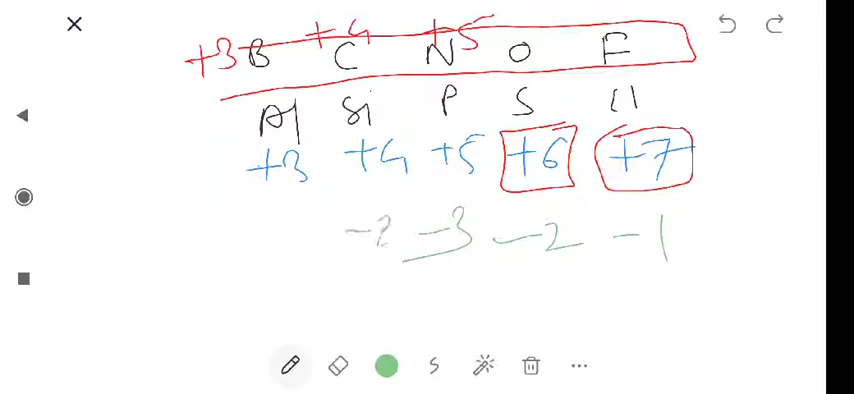 +3 B +4 C +5 N O F
Al Si P S Cl
+3 +4 +5 +6 +7
-3 -2 -1
S